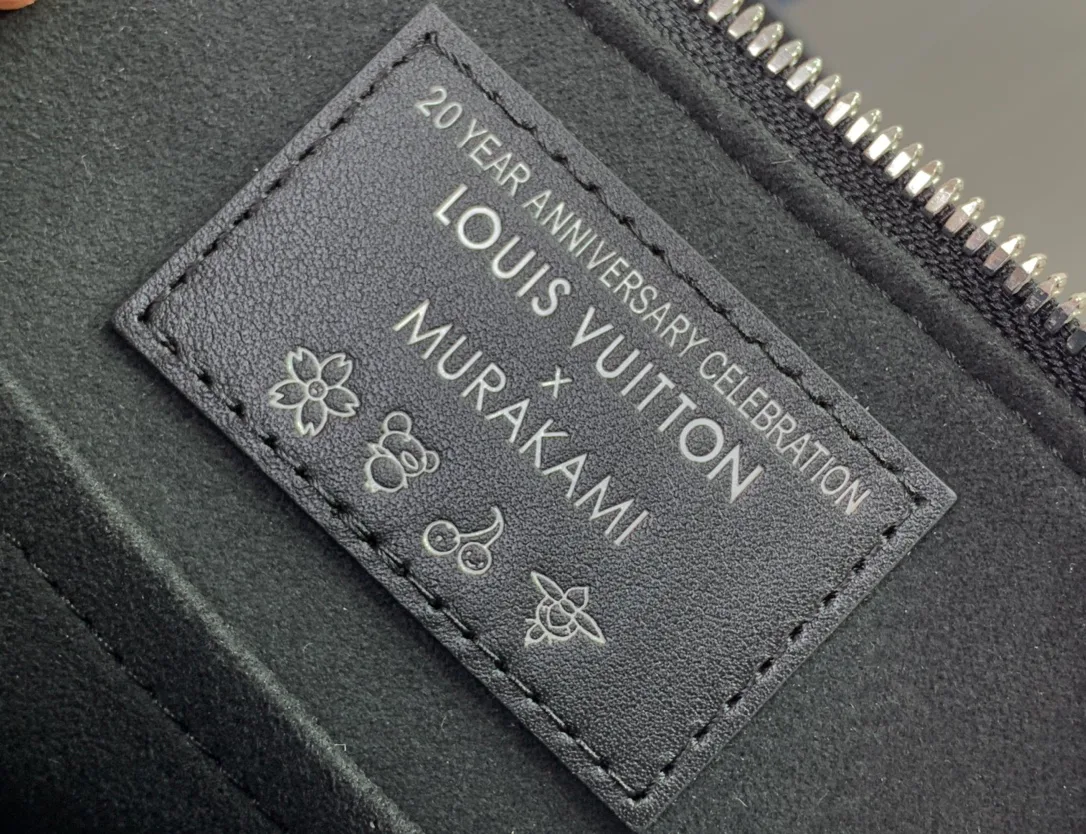 20 YEAR ANNIVERSARY CELEBRATION
LOUIS VUITTON
x
MURAKAMI